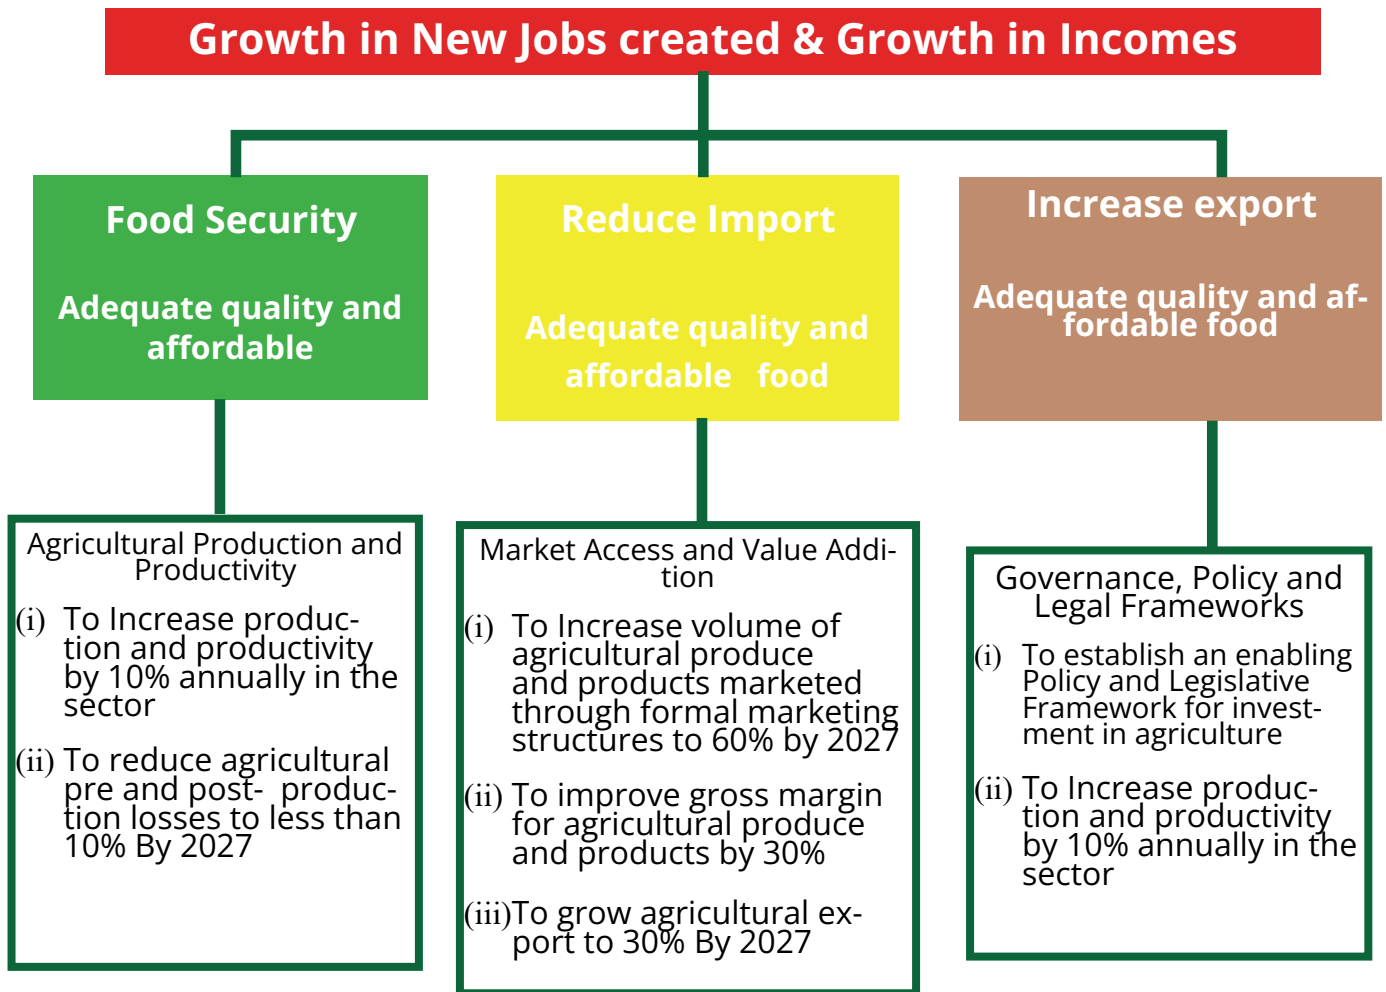 Growth in New Jobs created & Growth in Incomes
Food Security
Adequate quality and
affordable
Reduce Import
Adequate quality and
affordable food
Increase export
Adequate quality and af-
fordable food
Agricultural Production and
Productivity
(i) To Increase produc-
tion and productivity
by 10% annually in the
sector
(ii) To reduce agricultural
pre and post- produc-
tion losses to less than
10% By 2027
Market Access and Value Addi-
tion
(i) To Increase volume of
agricultural produce
and products marketed
through formal marketing
structures to 60% by 2027
(ii) To improve gross margin
for agricultural produce
and products by 30%
(iii) To grow agricultural ex-
port to 30% By 2027
Governance, Policy and
Legal Frameworks
(i) To establish an enabling
Policy and Legislative
Framework for invest-
ment in agriculture
(ii) To Increase produc-
tion and productivity
by 10% annually in the
sector